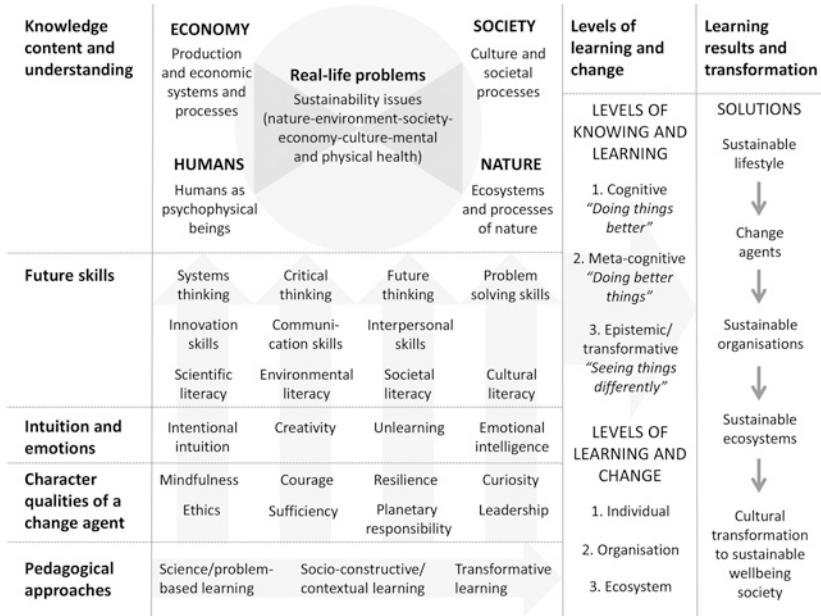 Knowledge
content and
understanding
ECONOMY
Production
and economic
systems and
processes
Real-life problems
Sustainability issues
(nature-environment-society-
economy-culture-mental
and physical health)
SOCIETY
Culture and
societal
processes
HUMANS
Humans as
psychophysical
beings
NATURE
Ecosystems
and processes
of nature
Future skills
Systems
thinking
Critical
thinking
Future
thinking
Problem
solving skills
Innovation
skills
Communi-
cation skills
Interpersonal
skills
Scientific
literacy
Environmental
literacy
Societal
literacy
Cultural
literacy
Intuition and
emotions
Intentional
intuition
Creativity
Unlearning
Emotional
intelligence
Character
qualities of a
change agent
Mindfulness
Courage
Resilience
Curiosity
Ethics
Sufficiency
Planetary
responsibility
Leadership
Pedagogical
approaches
Science/problem-
based learning
Socio-constructive/
contextual learning
Transformative
learning
Levels of
learning and
change
LEVELS OF
KNOWING AND
LEARNING
1. Cognitive
“Doing things
better”
2. Meta-cognitive
“Doing better
things”
3. Epistemic/
transformative
“Seeing things
differently”
LEVELS OF
LEARNING AND
CHANGE
1. Individual
2. Organisation
3. Ecosystem
Learning
results and
transformation
SOLUTIONS
Sustainable
lifestyle
Change
agents
Sustainable
organisations
Sustainable
ecosystems
Cultural
transformation
to sustainable
wellbeing
society